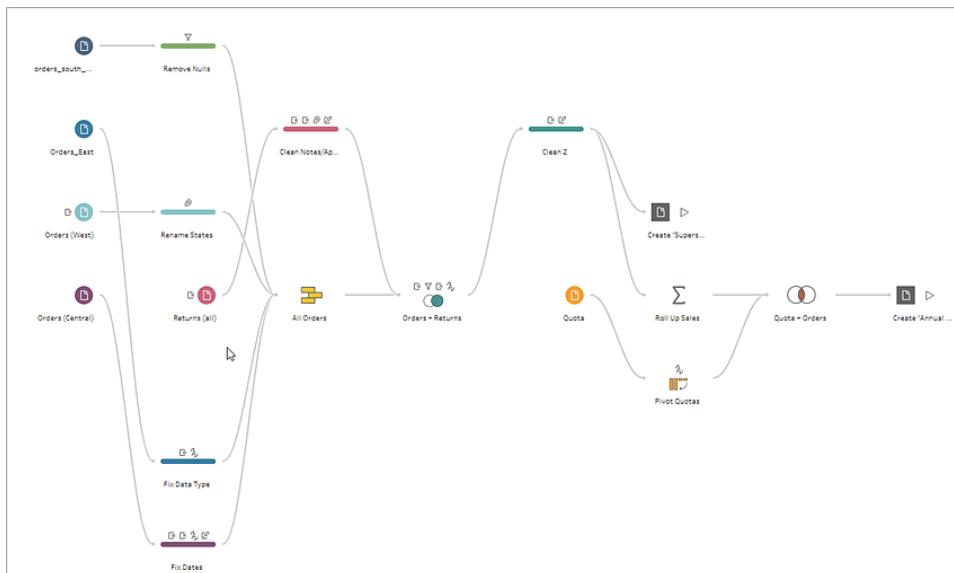 orders_south_...
Remove Nulls
Orders_East
Clean Notes/Ap...
Clean 2
Orders (West)
Rename States
Create 'Supers...
Orders (Central)
Returns (all)
All Orders
Orders + Returns
Quota
Roll Up Sales
Quota + Orders
Create 'Annual ...
Pivot Quotas
Fix Data Type
Fix Dates